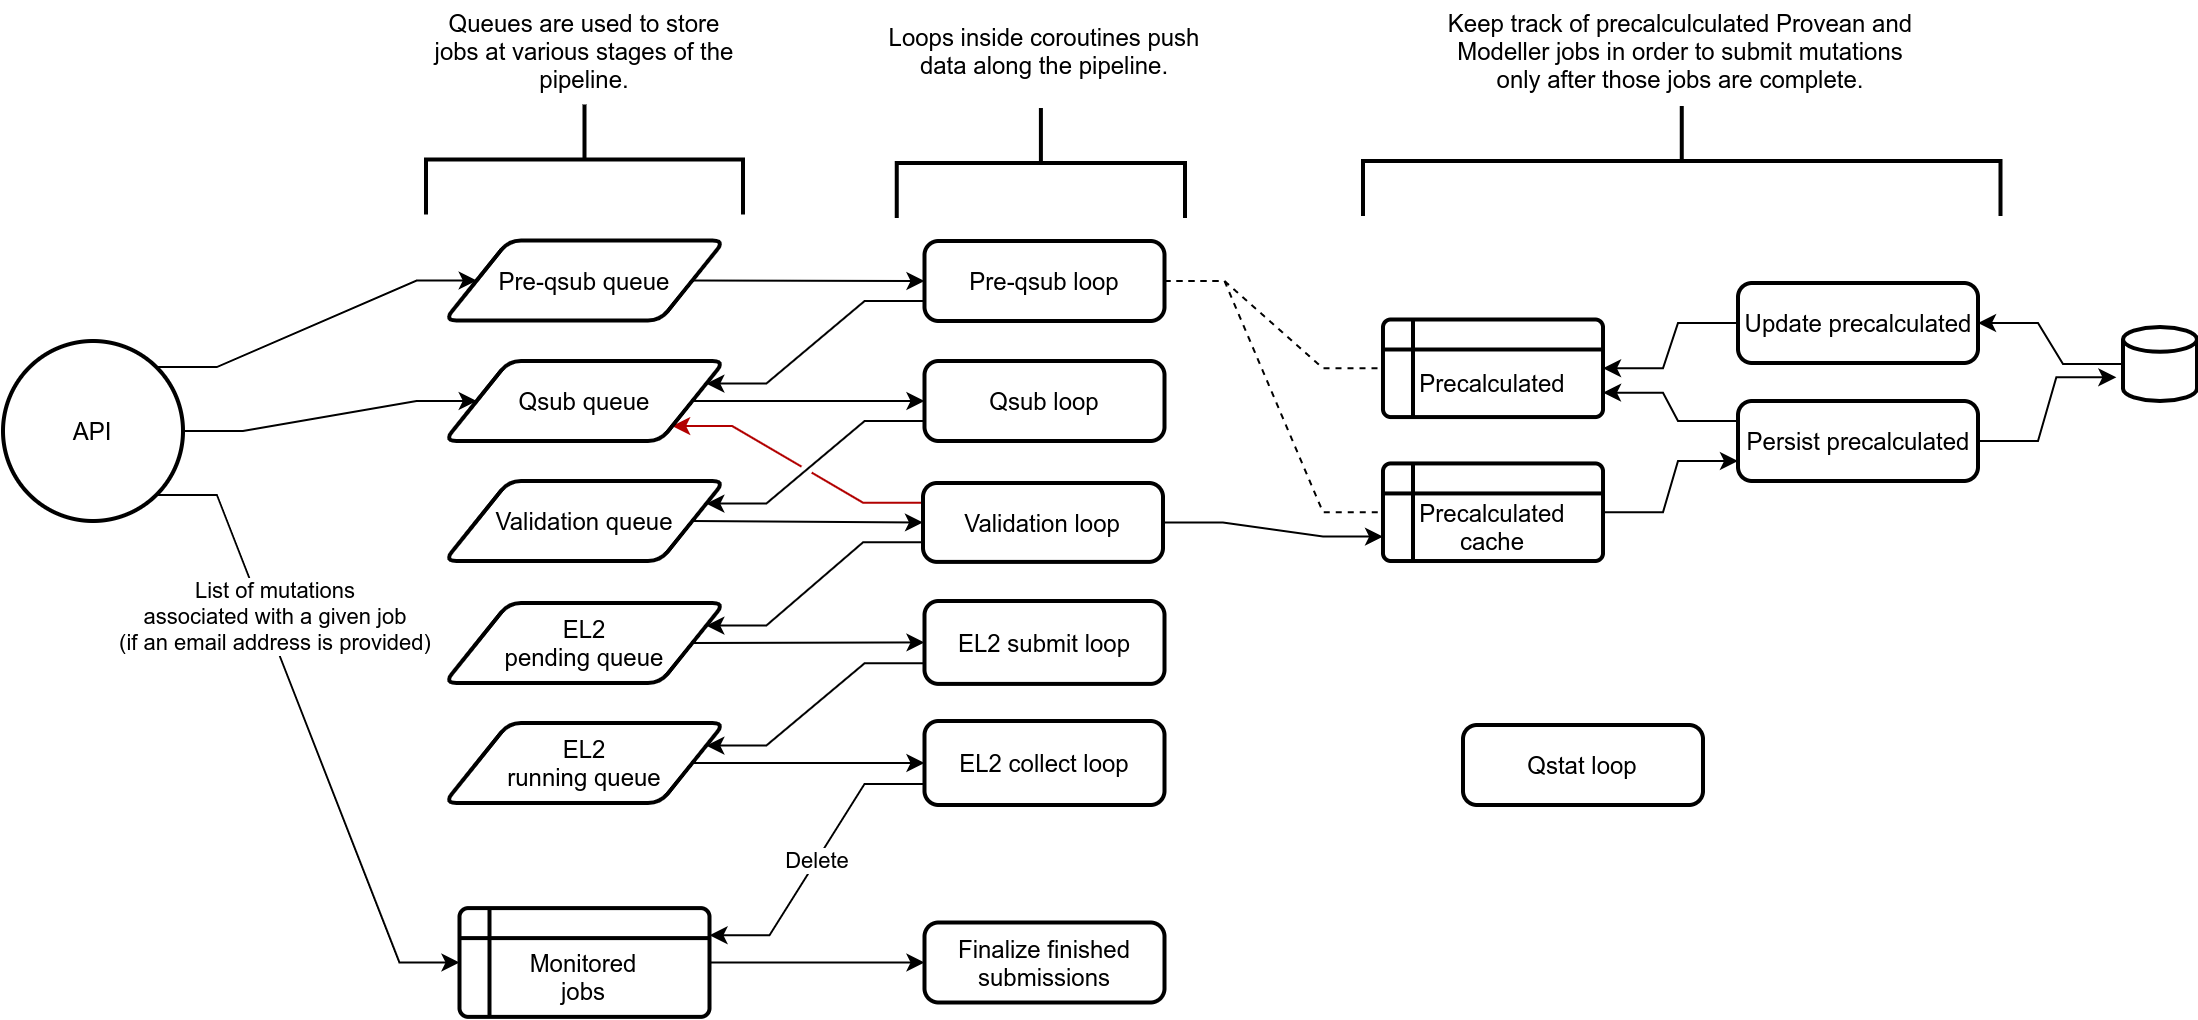 Queues are used to store
jobs at various stages of the
pipeline.
Loops inside coroutines push
data along the pipeline.
Keep track of precalculculated Provean and
Modeller jobs in order to submit mutations
only after those jobs are complete.
Pre-qsub queue
Pre-qsub loop
Update precalculated
Precalculated
API
Qsub queue
Qsub loop
Persist precalculated
Validation queue
Validation loop
Precalculated
cache
List of mutations
associated with a given job
(if an email address is provided)
EL2
pending queue
EL2 submit loop
EL2
running queue
EL2 collect loop
Qstat loop
Delete
Monitored
jobs
Finalize finished
submissions